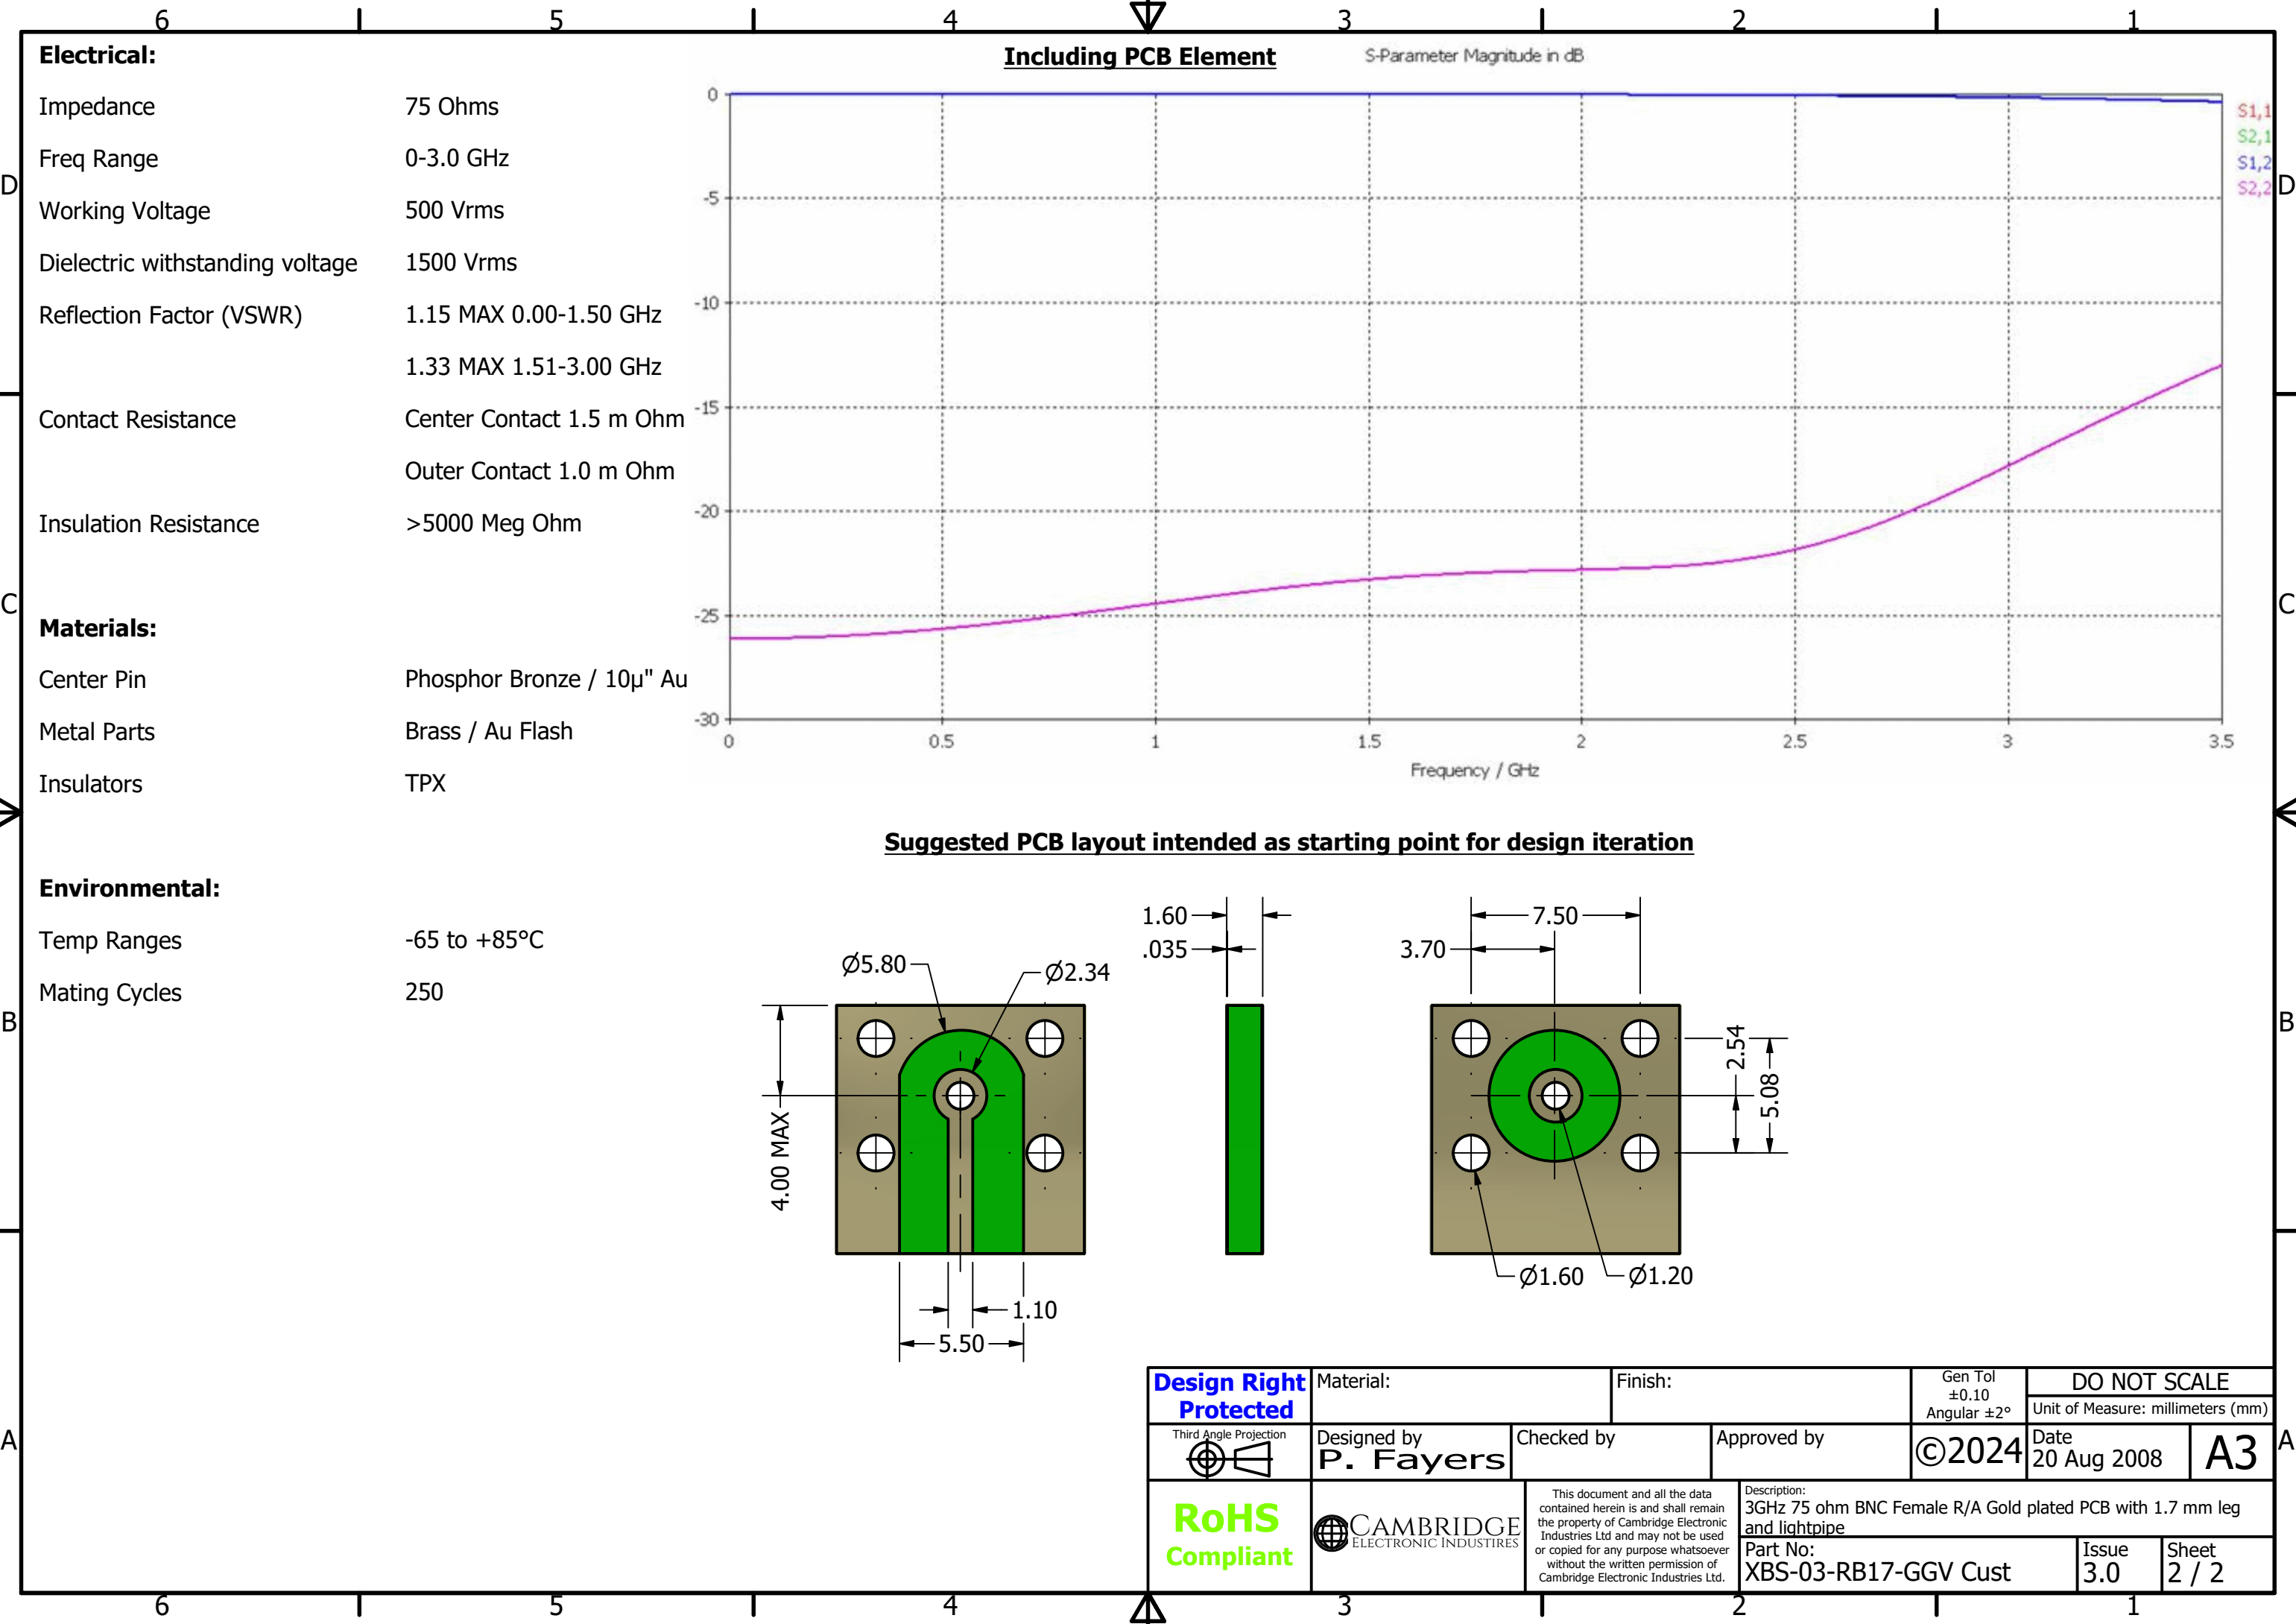 6 5 4 3 2 1
Electrical:
Impedance 75 Ohms
Freq Range 0-3.0 GHz
Working Voltage 500 Vrms
Dielectric withstanding voltage 1500 Vrms
Reflection Factor (VSWR) 1.15 MAX 0.00-1.50 GHz
1.33 MAX 1.51-3.00 GHz
Contact Resistance Center Contact 1.5 m Ohm
Outer Contact 1.0 m Ohm
Insulation Resistance >5000 Meg Ohm
Materials:
Center Pin Phosphor Bronze / 10µ" Au
Metal Parts Brass / Au Flash
Insulators TPX
Environmental:
Temp Ranges -65 to +85°C
Mating Cycles 250
Including PCB Element
S-Parameter Magnitude in dB
0
-5
-10
-15
-20
-25
-30
0 0.5 1 1.5 2 2.5 3 3.5
Frequency / GHz
S1,1
S2,1
S1,2
S2,2
D
C
B
A
D
C
B
A
Suggested PCB layout intended as starting point for design iteration
Ø5.80
Ø2.34
4.00 MAX
1.10
5.50
1.60
.035
7.50
3.70
2.54
5.08
Ø1.60
Ø1.20
Design Right
Protected
Material:
Finish:
Gen Tol
±0.10
Angular ±2°
DO NOT SCALE
Unit of Measure: millimeters (mm)
Third Angle Projection
Designed by
P. Fayers
Checked by
Approved by
©2024
Date
20 Aug 2008
A3
RoHS
Compliant
CAMBRIDGE
ELECTRONIC INDUSTIRES
This document and all the data
contained herein is and shall remain
the property of Cambridge Electronic
Industries Ltd and may not be used
or copied for any purpose whatsoever
without the written permission of
Cambridge Electronic Industries Ltd.
Description:
3GHz 75 ohm BNC Female R/A Gold plated PCB with 1.7 mm leg
and lightpipe
Part No:
XBS-03-RB17-GGV Cust
Issue
3.0
Sheet
2 / 2
6 5 4 3 2 1